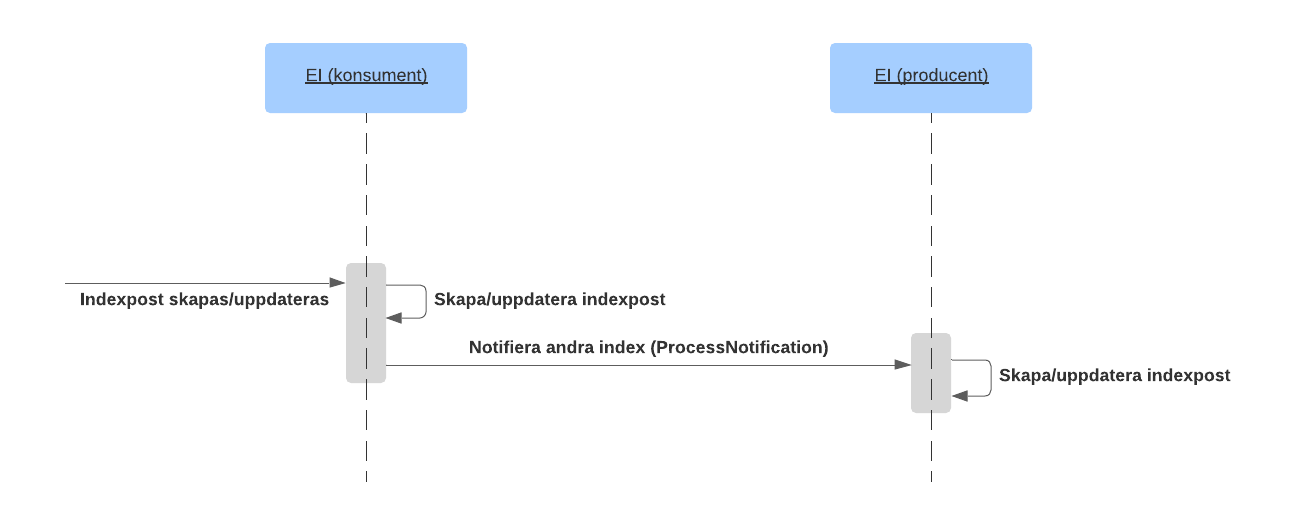 EI (konsument)
EI (producent)
Indexpost skapas/uppdateras
Skapa/uppdatera indexpost
Notifiera andra index (ProcessNotification)
Skapa/uppdatera indexpost